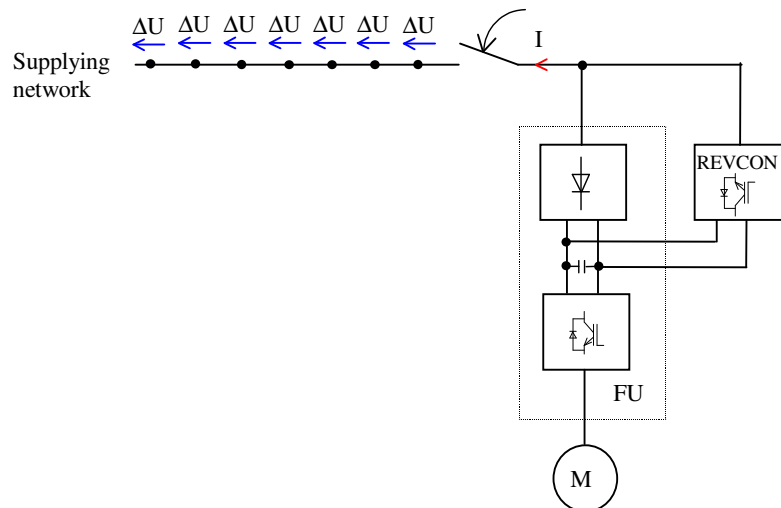 ΔU ΔU ΔU ΔU ΔU ΔU ΔU
I
Supplying
network
REVCON
FU
M